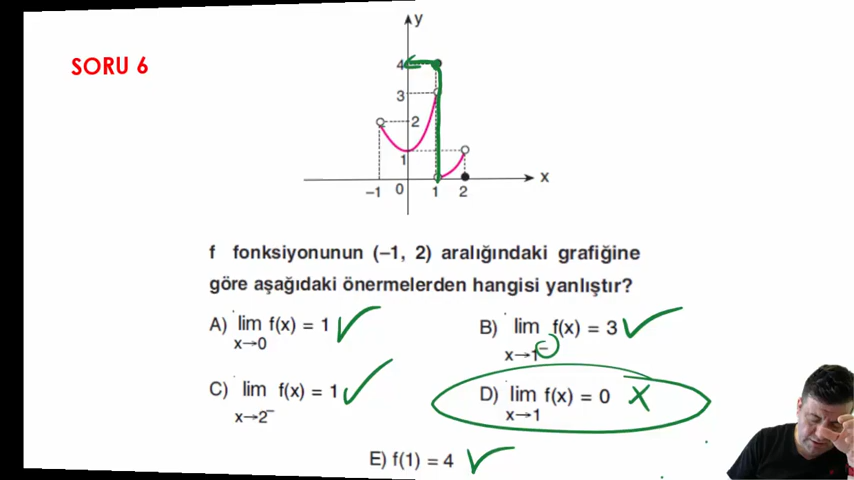 SORU 6
y
4
3
2
1
x
−1 0 1 2
f fonksiyonunun (−1, 2) aralığındaki grafiğine
göre aşağıdaki önermelerden hangisi yanlıştır?
A) lim f(x) = 1
x→0
B) lim f(x) = 3
x→1⁻
C) lim f(x) = 1
x→2⁻
D) lim f(x) = 0
x→1
E) f(1) = 4